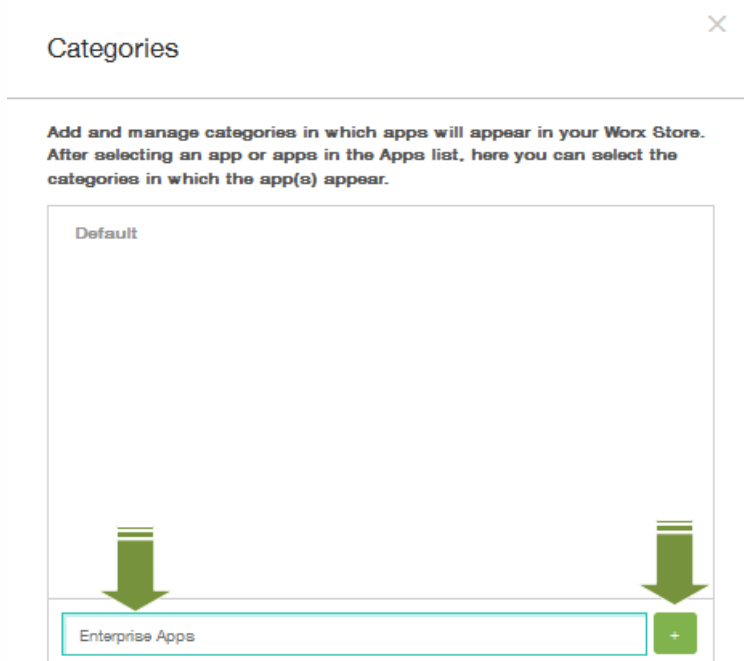 Categories
Add and manage categories in which apps will appear in your Worx Store.
After selecting an app or apps in the Apps list, here you can select the
categories in which the app(s) appear.
Default
Enterprise Apps
+